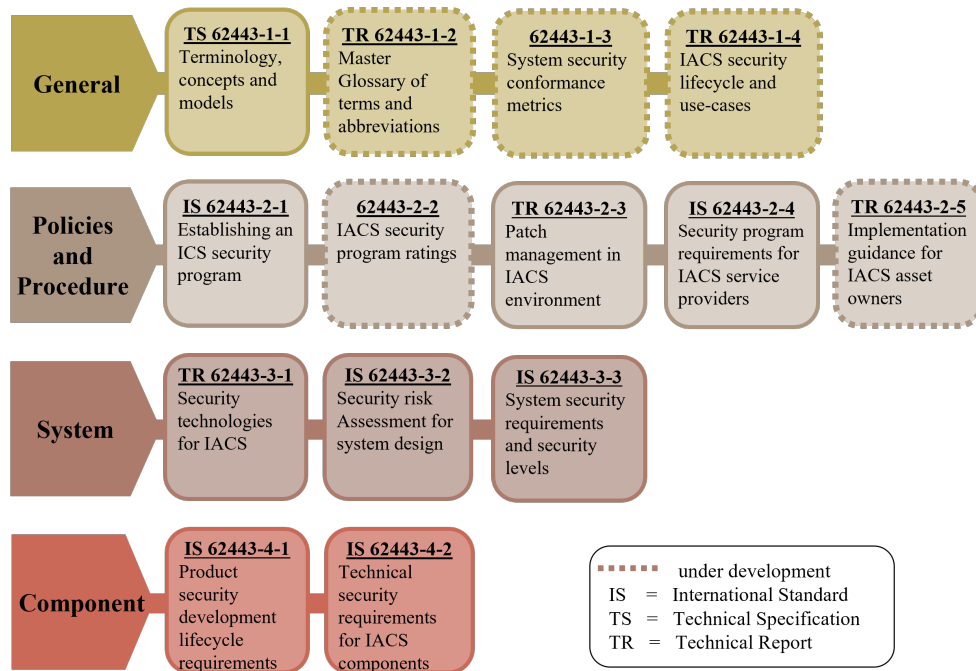 General
TS 62443-1-1
Terminology,
concepts and
models
TR 62443-1-2
Master
Glossary of
terms and
abbreviations
62443-1-3
System security
conformance
metrics
TR 62443-1-4
IACS security
lifecycle and
use-cases
Policies
and
Procedure
IS 62443-2-1
Establishing an
ICS security
program
62443-2-2
IACS security
program ratings
TR 62443-2-3
Patch
management in
IACS
environment
IS 62443-2-4
Security program
requirements for
IACS service
providers
TR 62443-2-5
Implementation
guidance for
IACS asset
owners
System
TR 62443-3-1
Security
technologies
for IACS
IS 62443-3-2
Security risk
Assessment for
system design
IS 62443-3-3
System security
requirements
and security
levels
Component
IS 62443-4-1
Product
security
development
lifecycle
requirements
IS 62443-4-2
Technical
security
requirements
for IACS
components
under development
IS = International Standard
TS = Technical Specification
TR = Technical Report